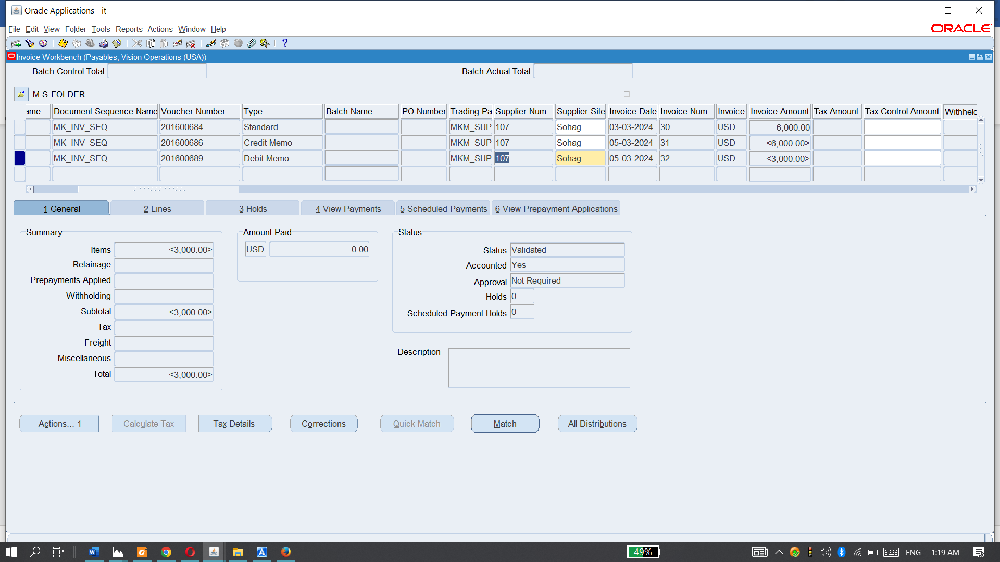 Oracle Applications - it
File Edit View Folder Tools Reports Actions Window Help
ORACLE
Invoice Workbench (Payables, Vision Operations (USA))
Batch Control Total
Batch Actual Total
M.S-FOLDER
ame Document Sequence Name Voucher Number Type Batch Name PO Number Trading Pa Supplier Num Supplier Site Invoice Date Invoice Num Invoice Invoice Amount Tax Amount Tax Control Amount Withheld
MK_INV_SEQ 201600684 Standard MKM_SUP 107 Sohag 03-03-2024 30 USD 6,000.00
MK_INV_SEQ 201600686 Credit Memo MKM_SUP 107 Sohag 05-03-2024 31 USD <6,000.00>
MK_INV_SEQ 201600689 Debit Memo MKM_SUP 107 Sohag 05-03-2024 32 USD <3,000.00>
1 General 2 Lines 3 Holds 4 View Payments 5 Scheduled Payments 6 View Prepayment Applications
Summary
Items <3,000.00>
Retainage
Prepayments Applied
Withholding
Subtotal <3,000.00>
Tax
Freight
Miscellaneous
Total <3,000.00>
Amount Paid
USD 0.00
Status
Status Validated
Accounted Yes
Approval Not Required
Holds 0
Scheduled Payment Holds 0
Description
Actions... 1 Calculate Tax Tax Details Corrections Quick Match Match All Distributions
49% ENG 1:19 AM